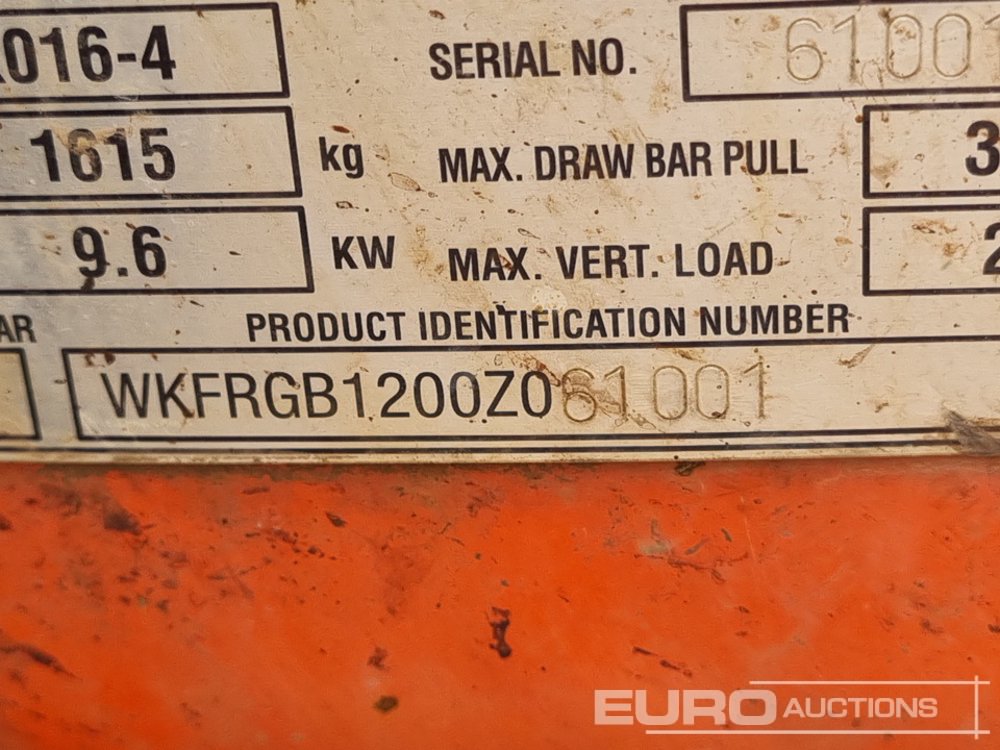 016-4 SERIAL NO. 61001
1615 kg MAX. DRAW BAR PULL 3
9.6 KW MAX. VERT. LOAD 2
AR PRODUCT IDENTIFICATION NUMBER
WKFRGB1200Z061001
EURO AUCTIONS